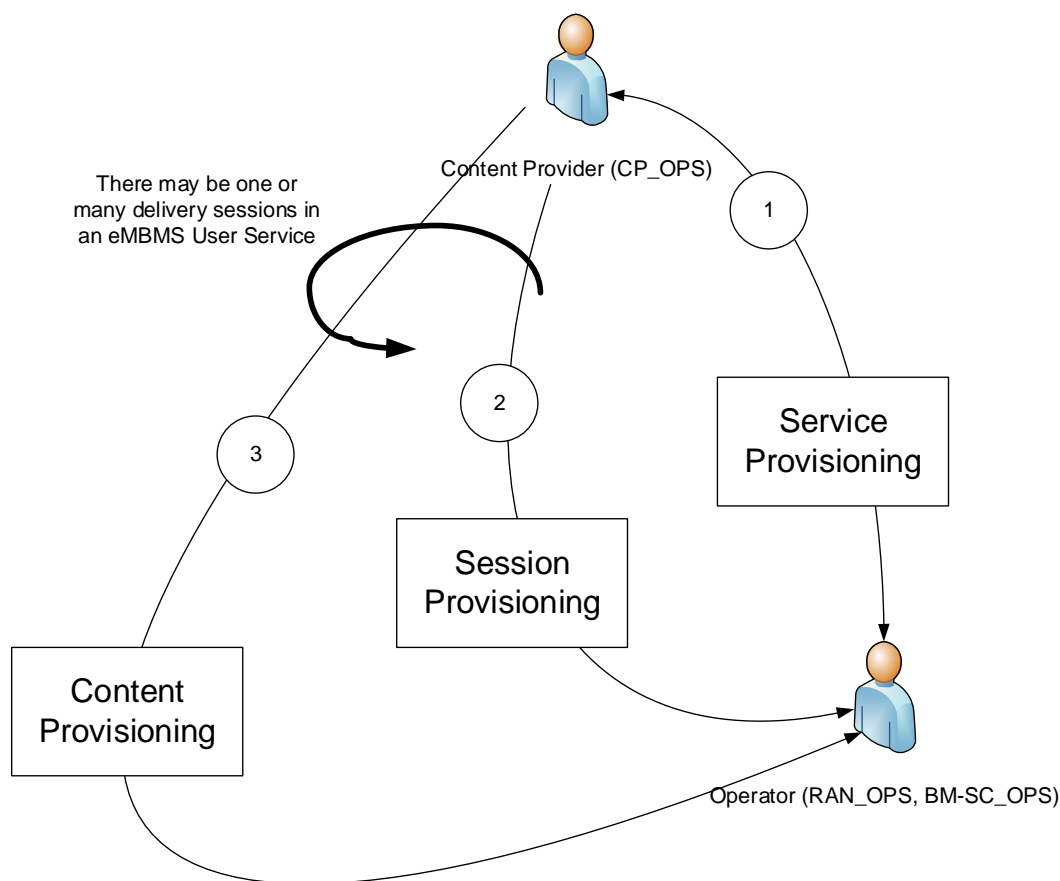 Content Provider (CP_OPS)
There may be one or
many delivery sessions in
an eMBMS User Service
1
2
3
Service
Provisioning
Session
Provisioning
Content
Provisioning
Operator (RAN_OPS, BM-SC_OPS)